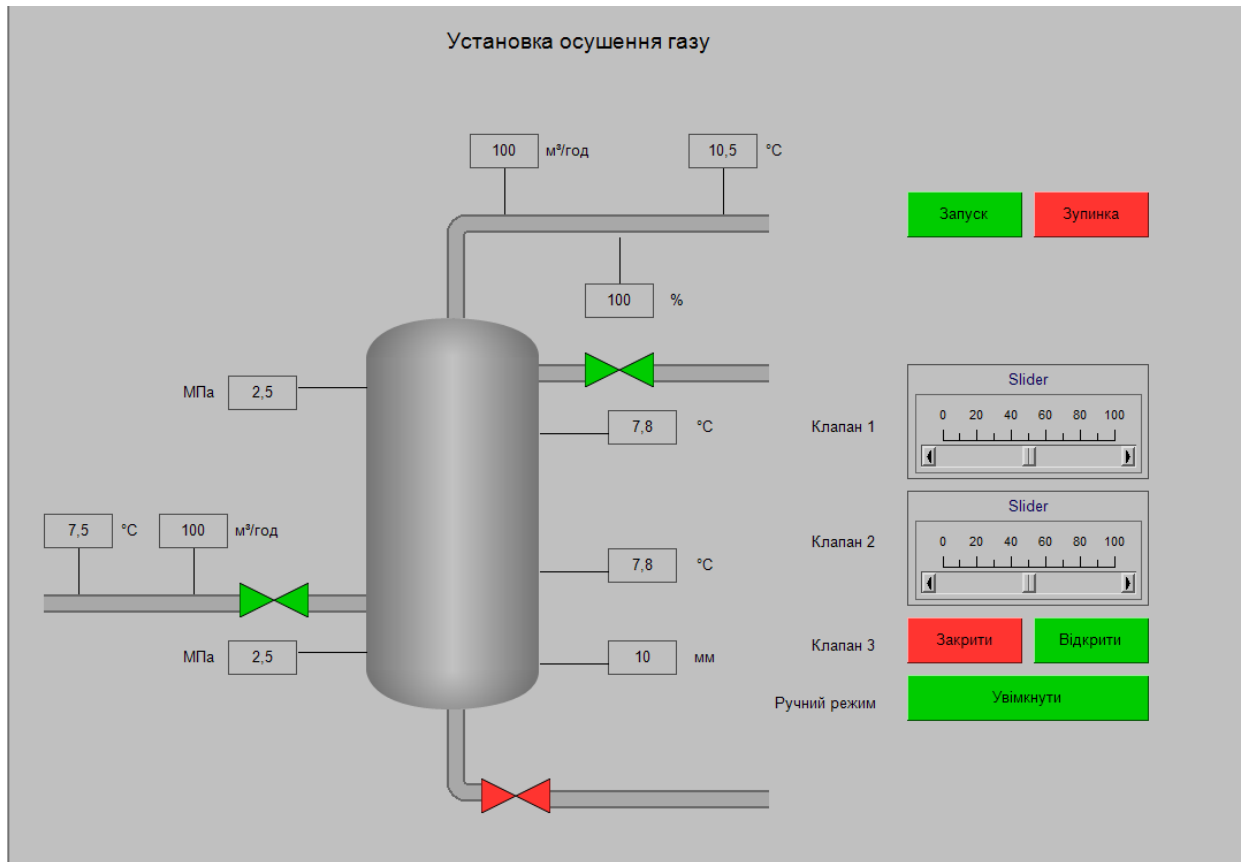 Установка осушення газу
100 м³/год 10,5 °C
Запуск Зупинка
100 %
МПа 2,5
7,8 °C
Клапан 1
Slider
0 20 40 60 80 100
7,5 °C 100 м³/год
Клапан 2
Slider
0 20 40 60 80 100
7,8 °C
МПа 2,5
10 мм
Клапан 3 Закрити Відкрити
Ручний режим Увімкнути